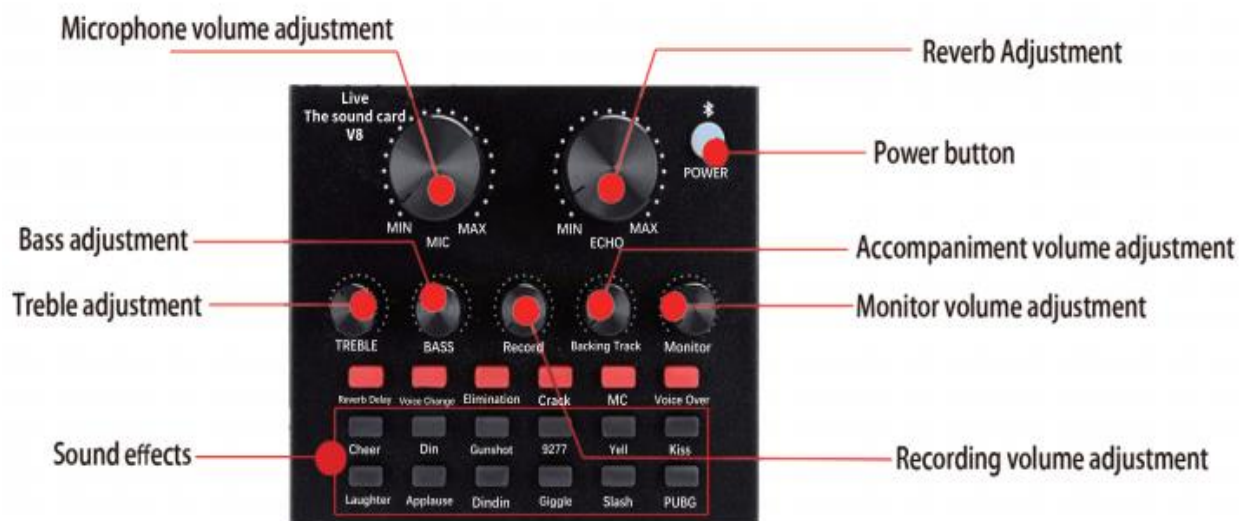 Microphone volume adjustment
Reverb Adjustment
Live
The sound card
V8
Power button
POWER
MIN MAX
MIC
MIN MAX
ECHO
Bass adjustment
Accompaniment volume adjustment
Treble adjustment
Monitor volume adjustment
TREBLE BASS Record Backing Track Monitor
Reverb Delay Voice Change Elimination Crack MC Voice Over
Sound effects
Cheer Din Gunshot 9277 Yell Kiss
Recording volume adjustment
Laughter Applause Dindin Giggle Slash PUBG